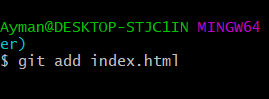 Ayman@DESKTOP-STJC1IN MINGW64
er)
$ git add index.html